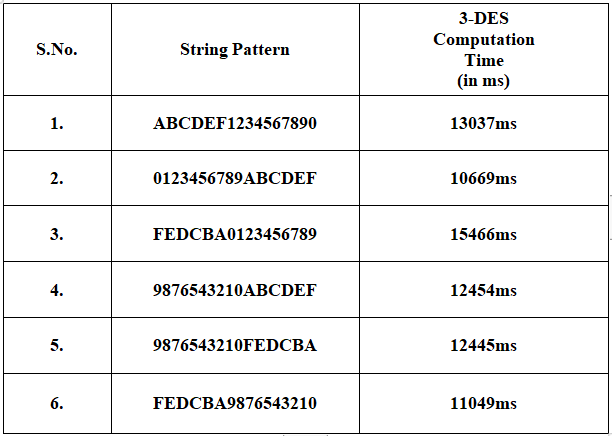 S.No. String Pattern 3-DES
Computation
Time
(in ms)
1. ABCDEF1234567890 13037ms
2. 0123456789ABCDEF 10669ms
3. FEDCBA0123456789 15466ms
4. 9876543210ABCDEF 12454ms
5. 9876543210FEDCBA 12445ms
6. FEDCBA9876543210 11049ms